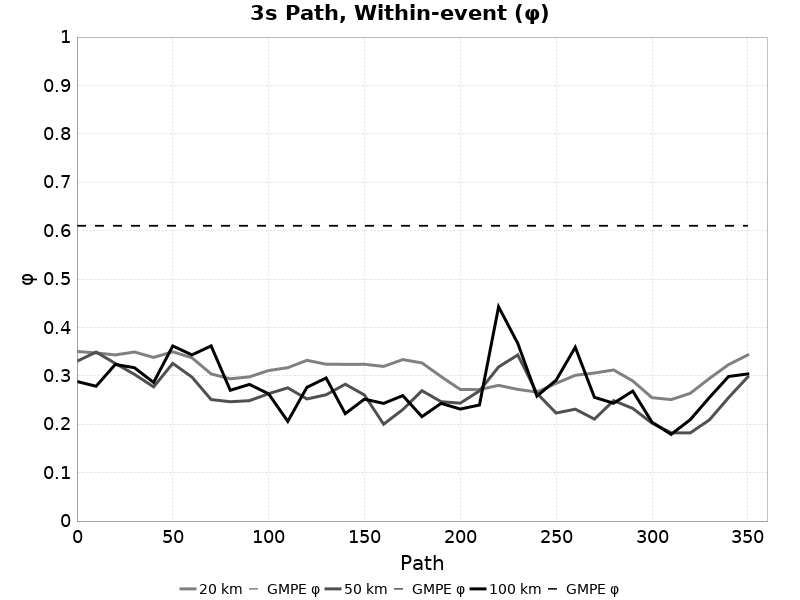 3s Path, Within-event (φ)
1
0.9
0.8
0.7
0.6
0.5
0.4
0.3
0.2
0.1
0
φ
0 50 100 150 200 250 300 350
Path
20 km GMPE φ 50 km GMPE φ 100 km GMPE φ